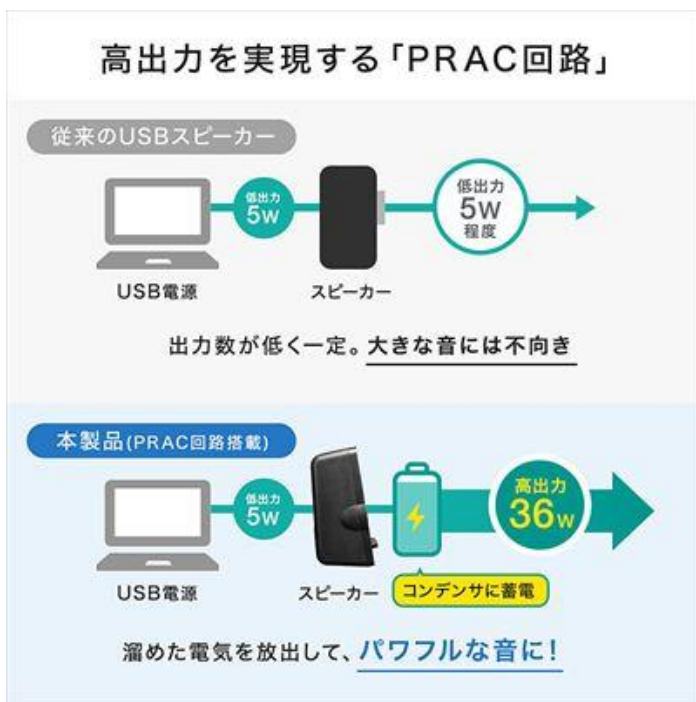 高出力を実現する「PRAC回路」
従来のUSBスピーカー
低出力
5W
低出力
5W
程度
USB電源
スピーカー
出力数が低く一定。大きな音には不向き
本製品(PRAC回路搭載)
低出力
5W
高出力
36W
USB電源
スピーカー
コンデンサに蓄電
溜めた電気を放出して、パワフルな音に!